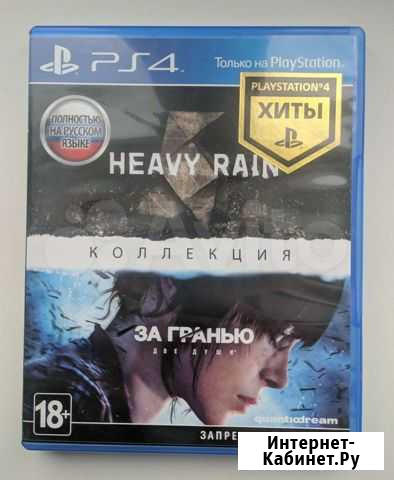 PS4
Только на PlayStation
PLAYSTATION®4
ХИТЫ
ПОЛНОСТЬЮ
НА РУССКОМ
ЯЗЫКЕ
HEAVY RAIN
КОЛЛЕКЦИЯ
ЗА ГРАНЬЮ
ДВЕ ДУШИ
18+
quanticdream
ЗАПРЕ
Интернет-
Кабинет.Ру